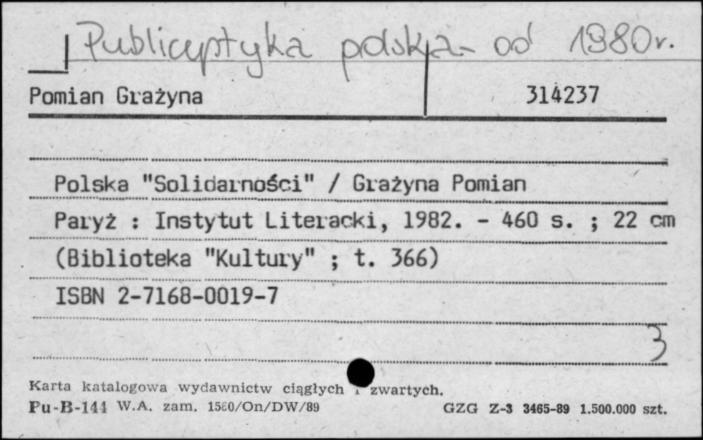 Publicystyka polska od 1980r.
Pomian Grażyna 314237
Polska "Solidarności" / Grażyna Pomian
Paryż : Instytut Literacki, 1982. - 460 s. ; 22 cm
(Biblioteka "Kultury" ; t. 366)
ISBN 2-7168-0019-7
3
Karta katalogowa wydawnictw ciągłych i zwartych.
Pu-B-144 W.A. zam. 1560/On/DW/89 GZG Z-3 3465-89 1.500.000 szt.